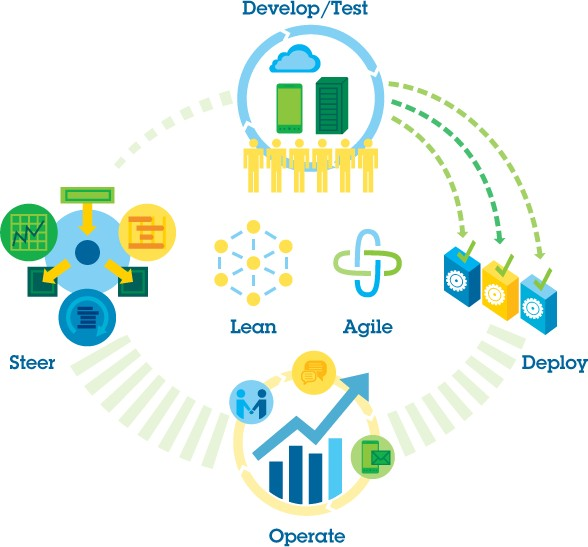 Develop/Test
Lean
Agile
Steer
Deploy
Operate